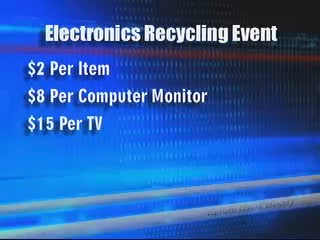 Electronics Recycling Event
$2 Per Item
$8 Per Computer Monitor
$15 Per TV